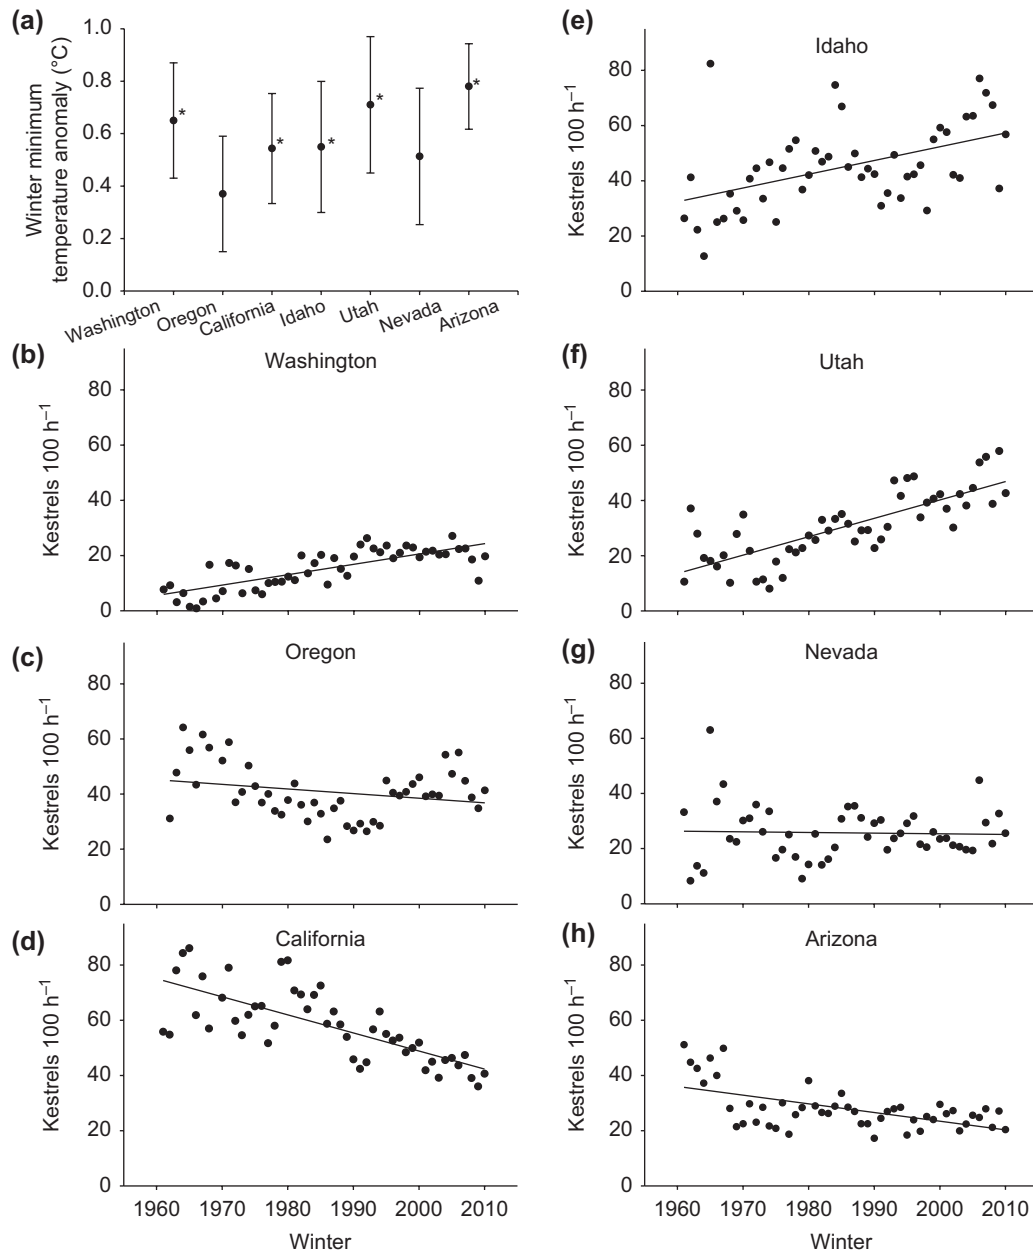 (a)
Winter minimum
temperature anomaly (°C)
1.0
0.8
0.6
0.4
0.2
0.0
* * * * *
Washington Oregon California Idaho Utah Nevada Arizona
(b)
Washington
Kestrels 100 h⁻¹
80
60
40
20
0
(c)
Oregon
Kestrels 100 h⁻¹
80
60
40
20
0
(d)
California
Kestrels 100 h⁻¹
80
60
40
20
0
1960 1970 1980 1990 2000 2010
Winter
(e)
Idaho
Kestrels 100 h⁻¹
80
60
40
20
0
(f)
Utah
Kestrels 100 h⁻¹
80
60
40
20
0
(g)
Nevada
Kestrels 100 h⁻¹
80
60
40
20
0
(h)
Arizona
Kestrels 100 h⁻¹
80
60
40
20
0
1960 1970 1980 1990 2000 2010
Winter